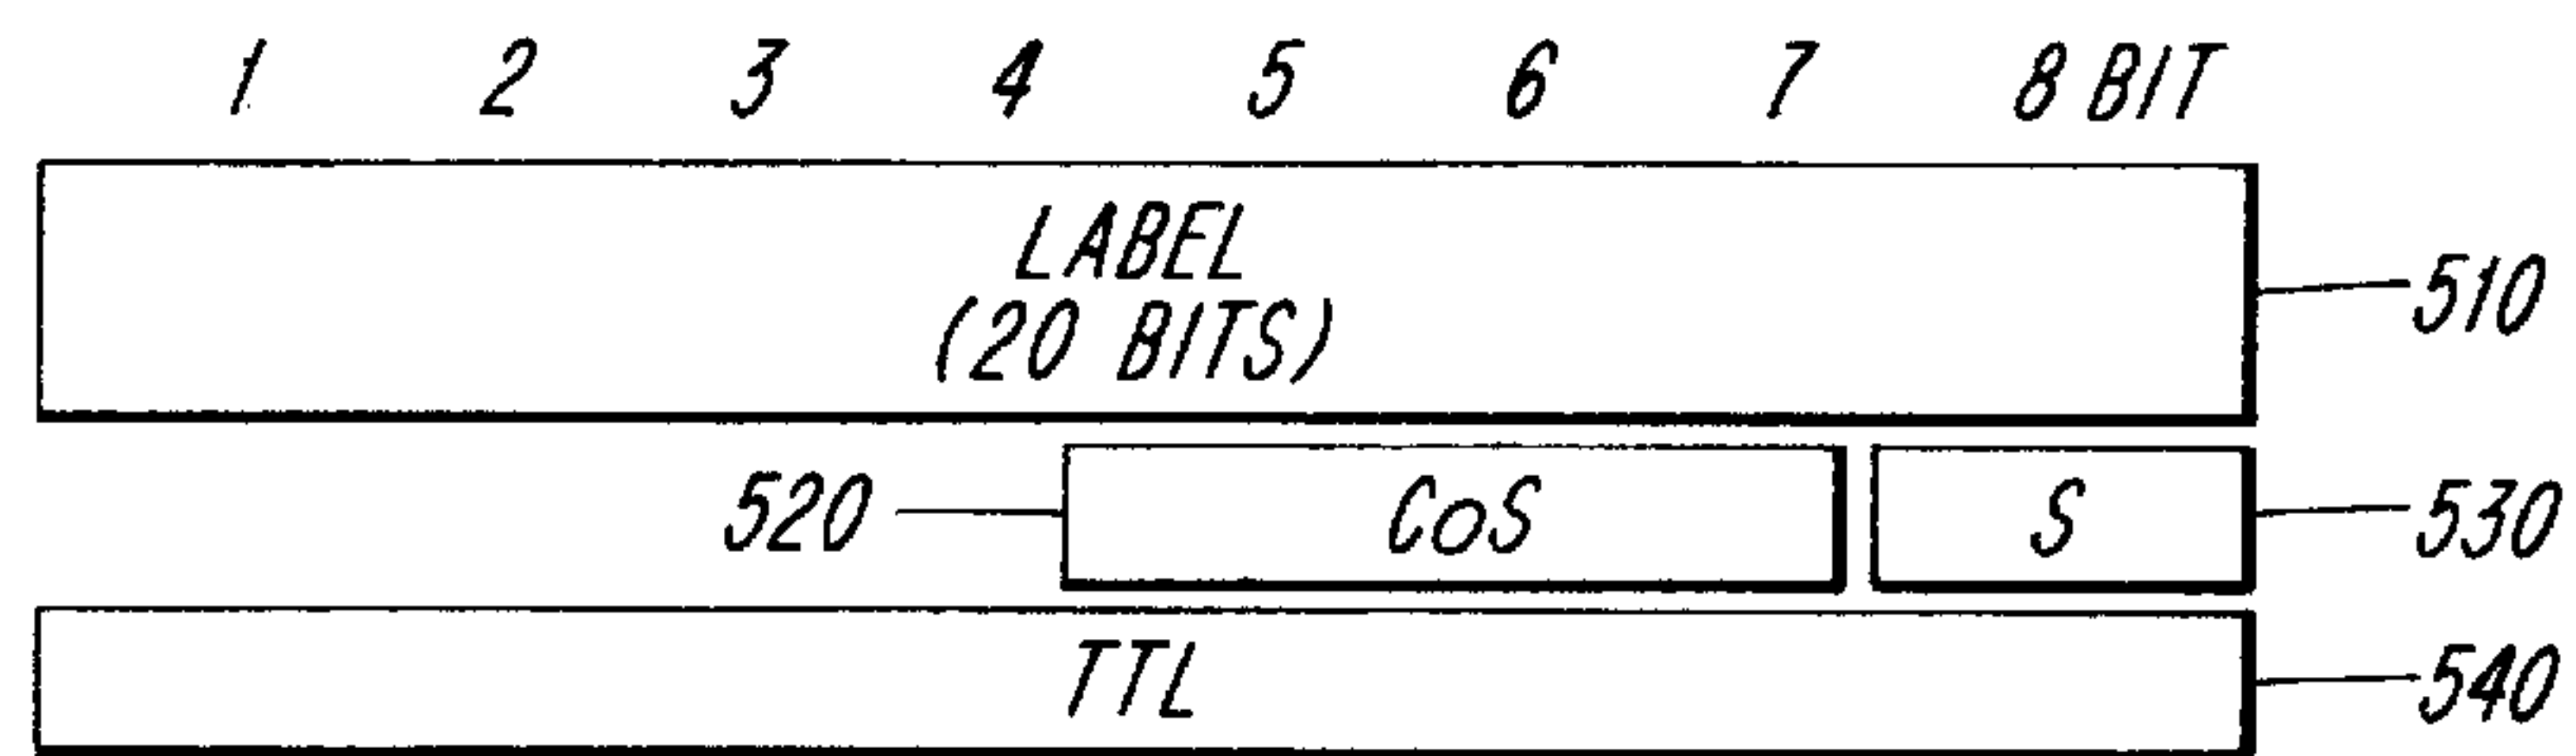 1 2 3 4 5 6 7 8 BIT
LABEL
(20 BITS)
510
520 CoS S 530
TTL
540